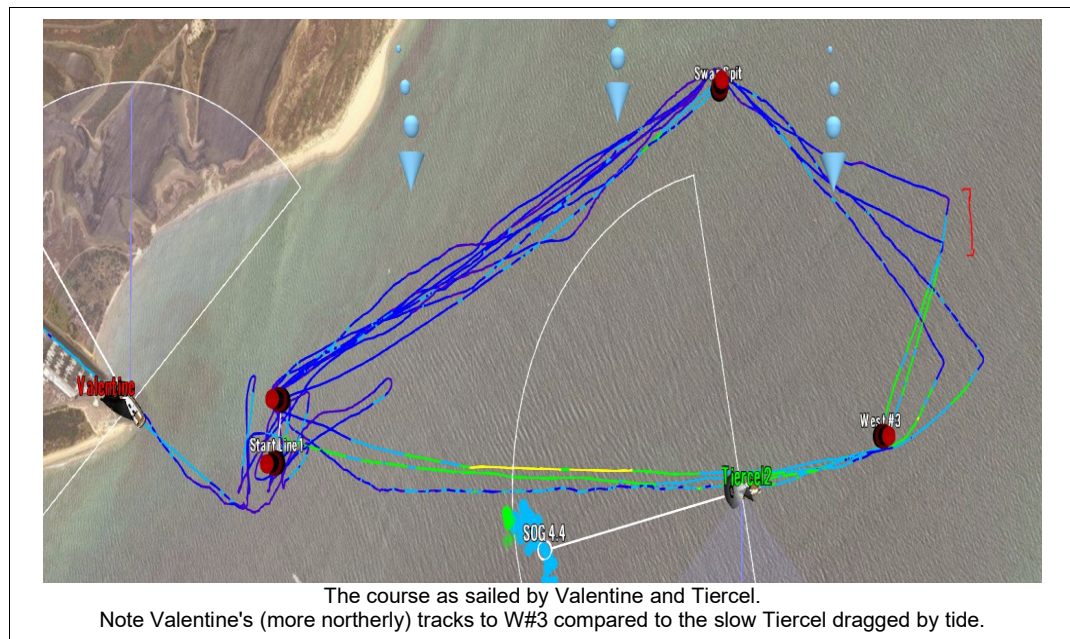 Swan Spit
West #3
Valentine
Start Line 1
Tiercel2
SOG 4.4
The course as sailed by Valentine and Tiercel.
Note Valentine's (more northerly) tracks to W#3 compared to the slow Tiercel dragged by tide.